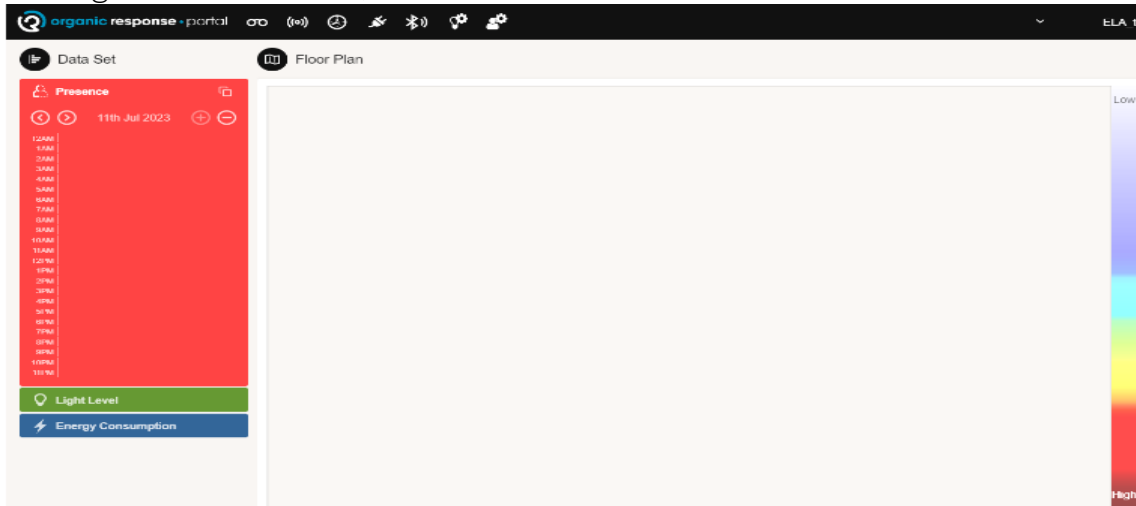 organic response portal
ELA
Data Set
Floor Plan
Presence
Low
11th Jul 2023
12AM
1AM
2AM
3AM
4AM
5AM
6AM
7AM
8AM
9AM
10AM
11AM
12PM
1PM
2PM
3PM
4PM
5PM
6PM
7PM
8PM
9PM
10PM
11PM
Light Level
Energy Consumption
High